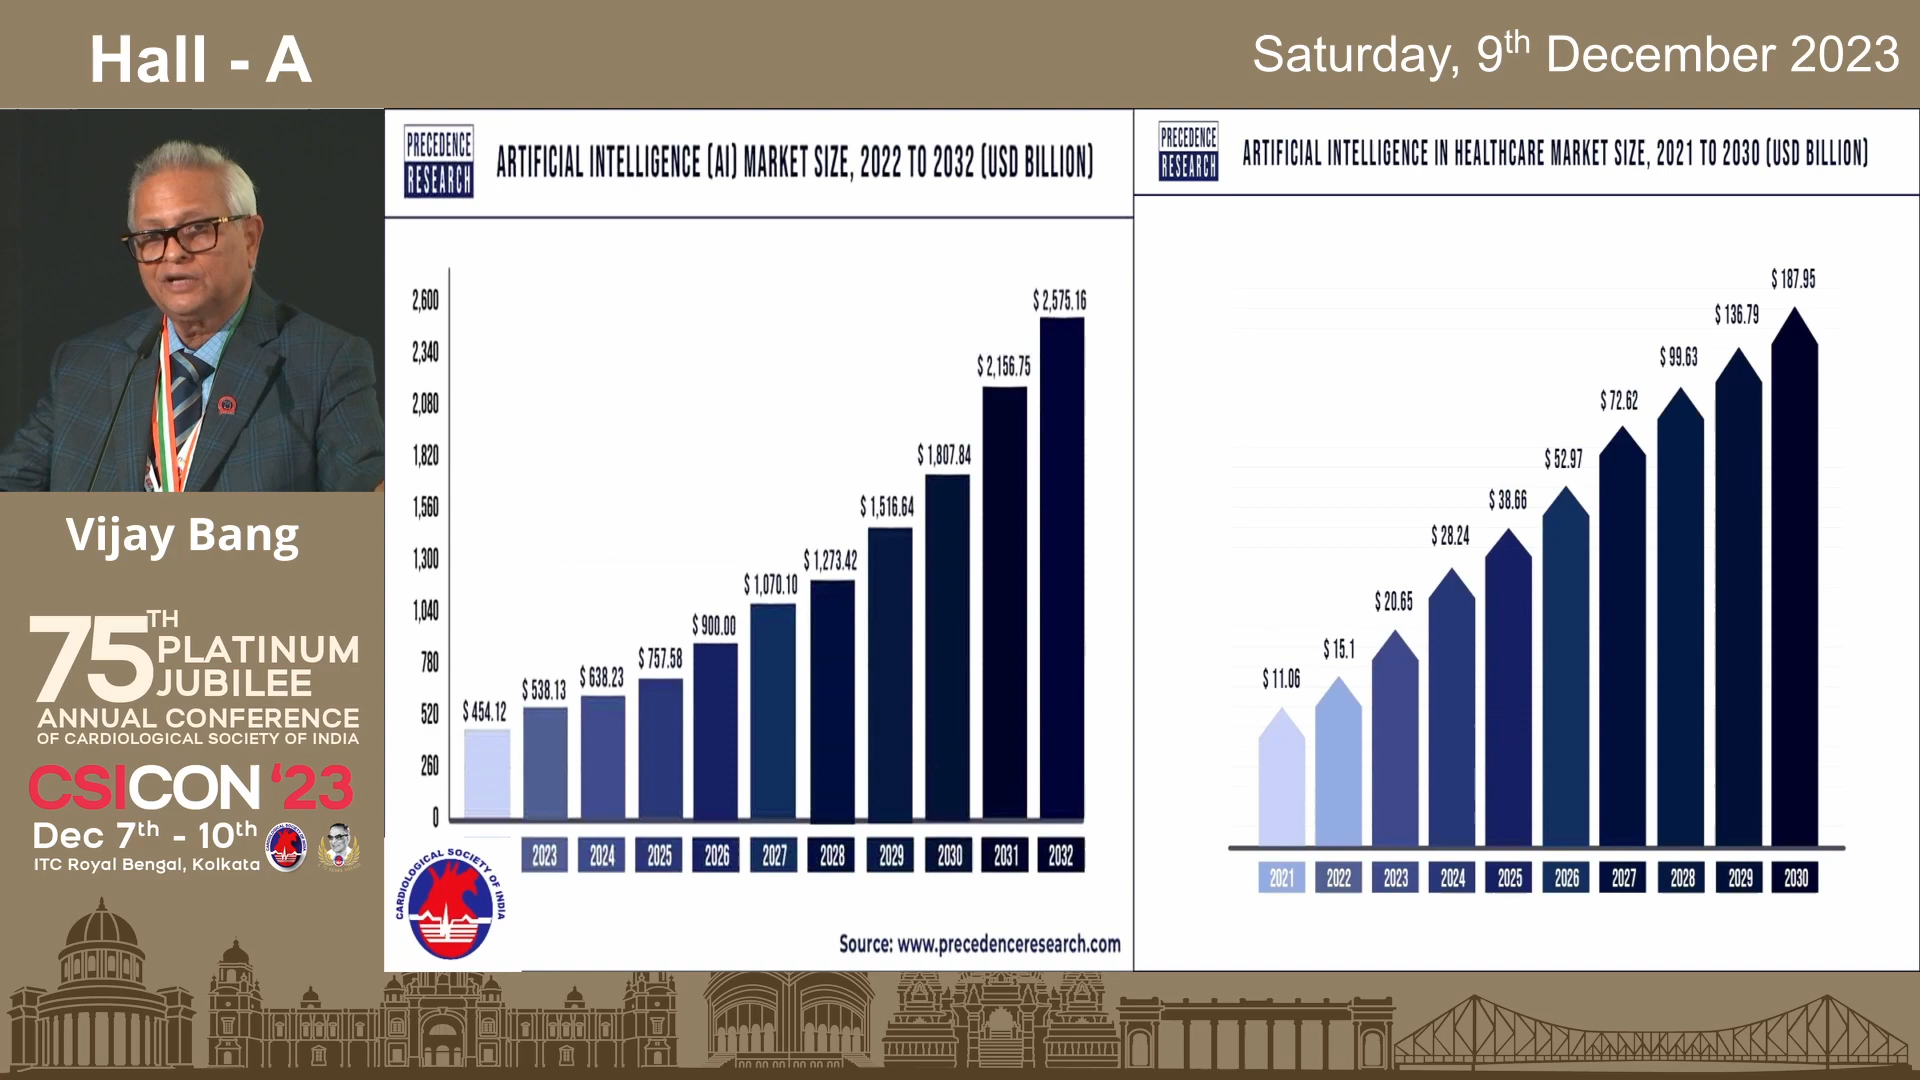 Hall - A
Saturday, 9th December 2023
Vijay Bang
75TH
PLATINUM
JUBILEE
ANNUAL CONFERENCE
OF CARDIOLOGICAL SOCIETY OF INDIA
CSICON '23
Dec 7th - 10th
ITC Royal Bengal, Kolkata
PRECEDENCE
RESEARCH
ARTIFICIAL INTELLIGENCE (AI) MARKET SIZE, 2022 TO 2032 (USD BILLION)
2,600
2,340
2,080
1,820
1,560
1,300
1,040
780
520
260
0
$ 454.12
$ 538.13
$ 638.23
$ 757.58
$ 900.00
$ 1,070.10
$ 1,273.42
$ 1,516.64
$ 1,807.84
$ 2,156.75
$ 2,575.16
2023 2024 2025 2026 2027 2028 2029 2030 2031 2032
CARDIOLOGICAL SOCIETY OF INDIA
Source: www.precedenceresearch.com
PRECEDENCE
RESEARCH
ARTIFICIAL INTELLIGENCE IN HEALTHCARE MARKET SIZE, 2021 TO 2030 (USD BILLION)
$ 11.06
$ 15.1
$ 20.65
$ 28.24
$ 38.66
$ 52.97
$ 72.62
$ 99.63
$ 136.79
$ 187.95
2021 2022 2023 2024 2025 2026 2027 2028 2029 2030